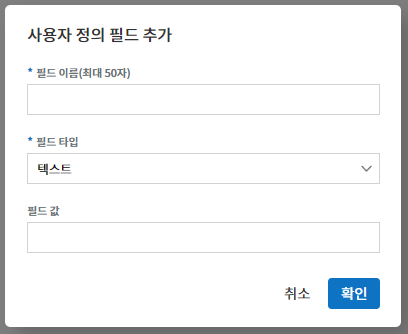 사용자 정의 필드 추가
* 필드 이름(최대 50자)
* 필드 타입
텍스트
필드 값
취소 확인